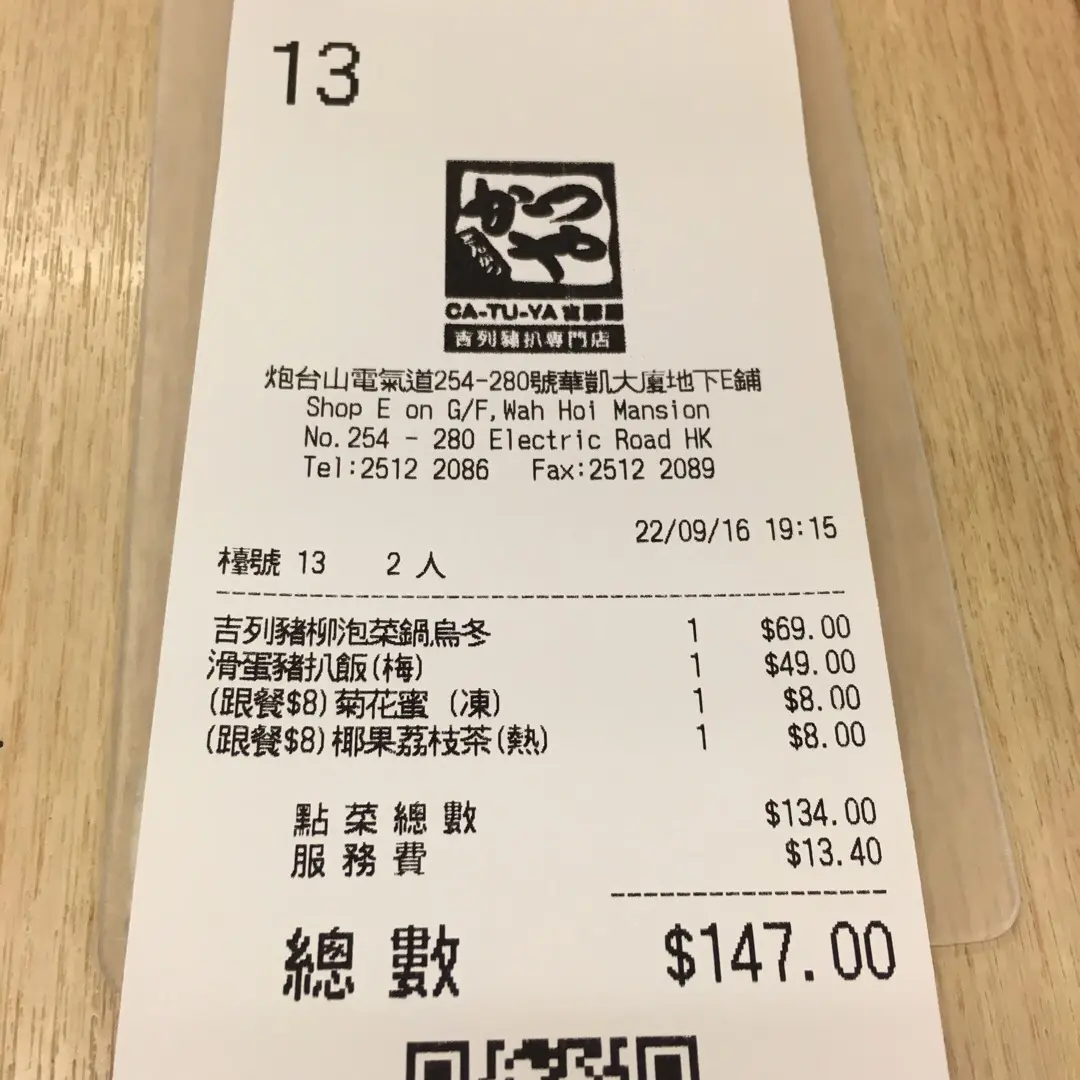 13
かつや
CA-TU-YA 吉豚屋
吉列豬扒専門店
炮台山電氣道254-280號華凱大廈地下E鋪
Shop E on G/F,Wah Hoi Mansion
No.254 - 280 Electric Road HK
Tel:2512 2086 Fax:2512 2089
22/09/16 19:15
檯號 13 2 人
吉列豬柳泡菜鍋烏冬 1 $69.00
滑蛋豬扒飯(梅) 1 $49.00
(跟餐$8)菊花蜜 (凍) 1 $8.00
(跟餐$8)椰果荔枝茶(熱) 1 $8.00
點菜總數 $134.00
服務費 $13.40
總數 $147.00